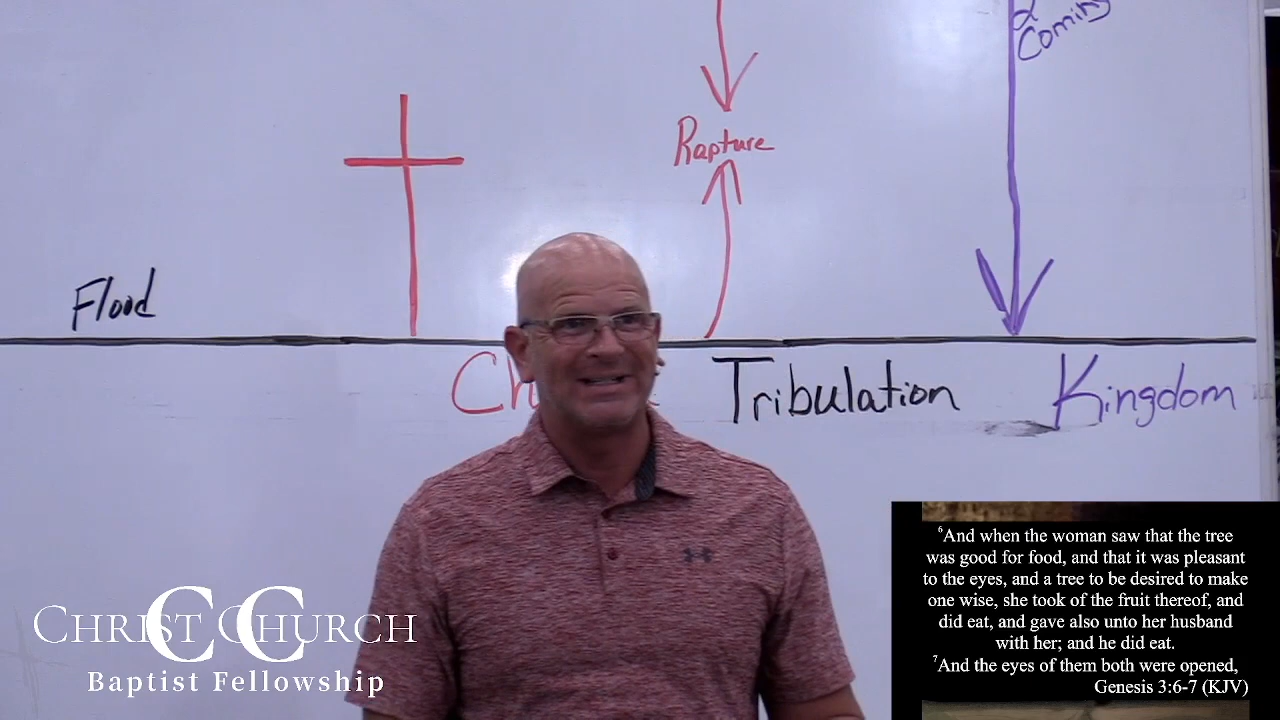 2
Coming
Rapture
Flood
Ch
Tribulation
Kingdom
CC
CHRIST CHURCH
Baptist Fellowship
⁶And when the woman saw that the tree
was good for food, and that it was pleasant
to the eyes, and a tree to be desired to make
one wise, she took of the fruit thereof, and
did eat, and gave also unto her husband
with her; and he did eat.
⁷And the eyes of them both were opened,
Genesis 3:6-7 (KJV)